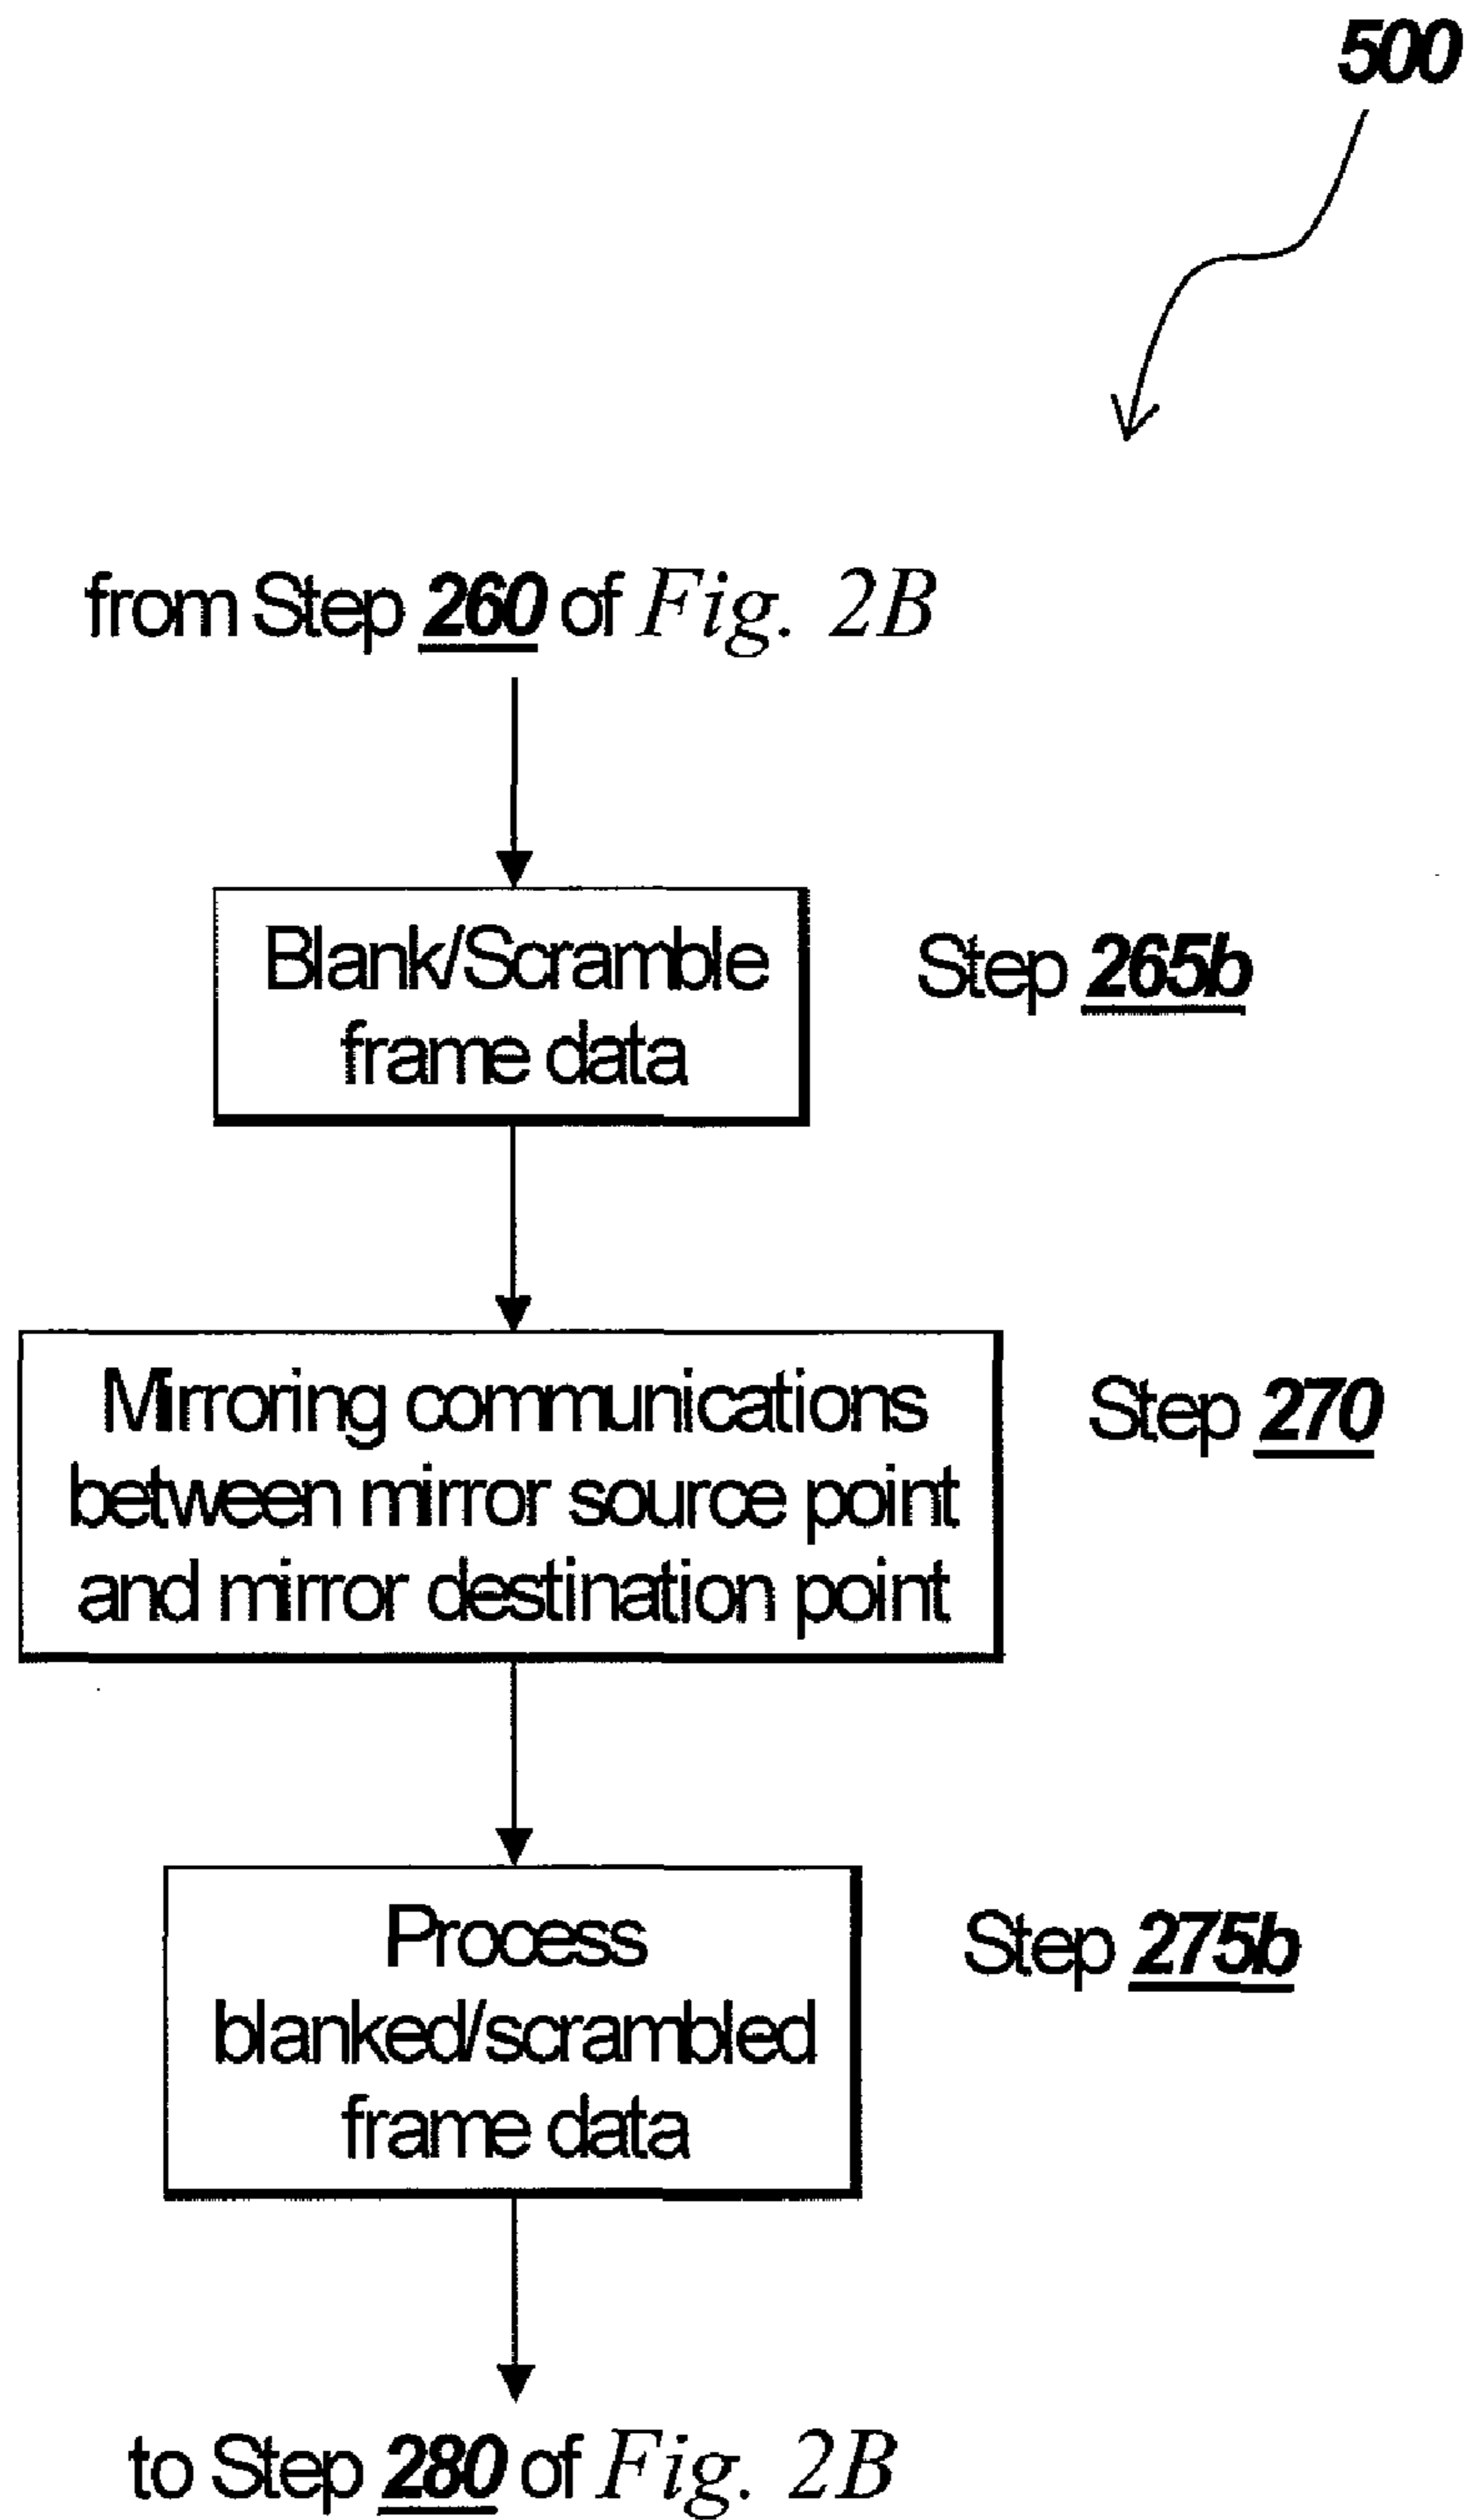 500
from Step 260 of Fig. 2B
Blank/Scramble
frame data
Step 265b
Mirroring communications
between mirror source point
and mirror destination point
Step 270
Process
blanked/scrambled
frame data
Step 275b
to Step 280 of Fig. 2B